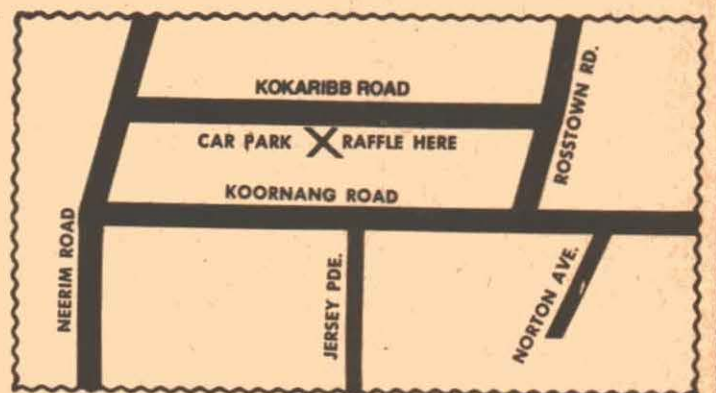 KOKARIBB ROAD
ROSSTOWN RD.
CAR PARK X RAFFLE HERE
KOORNANG ROAD
NEERIM ROAD
JERSEY PDE.
NORTON AVE.